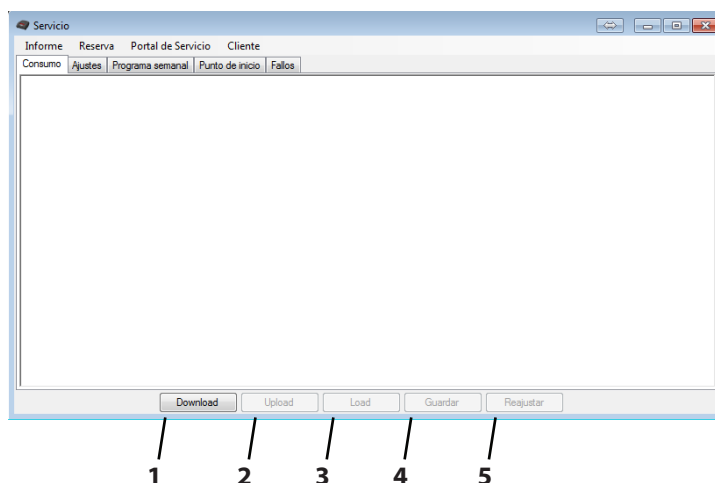 Servicio
Informe Reserva Portal de Servicio Cliente
Consumo Ajustes Programa semanal Punto de inicio Fallos
Download Upload Load Guardar Reajustar
1 2 3 4 5